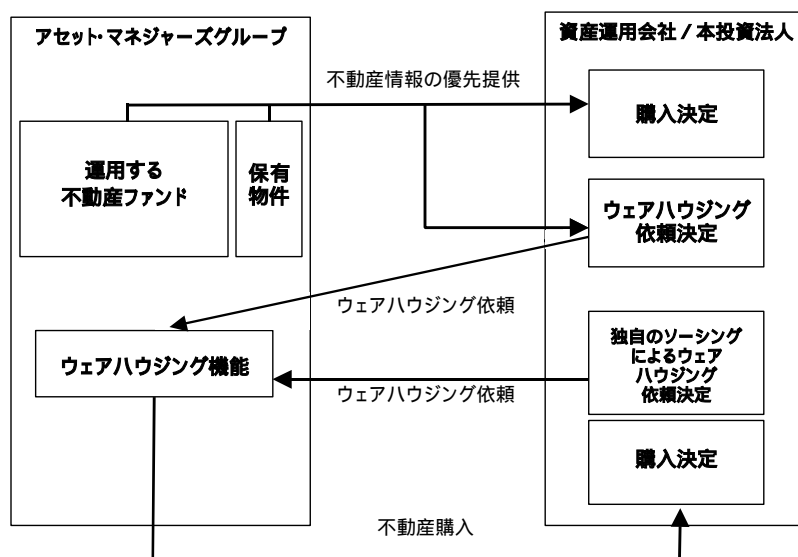 アセット・マネジャーズグループ
資産運用会社 / 本投資法人
不動産情報の優先提供
購入決定
運用する
不動産ファンド
保有
物件
ウェアハウジング
依頼決定
ウェアハウジング依頼
ウェアハウジング機能
独自のソーシング
によるウェア
ハウジング
依頼決定
ウェアハウジング依頼
購入決定
不動産購入